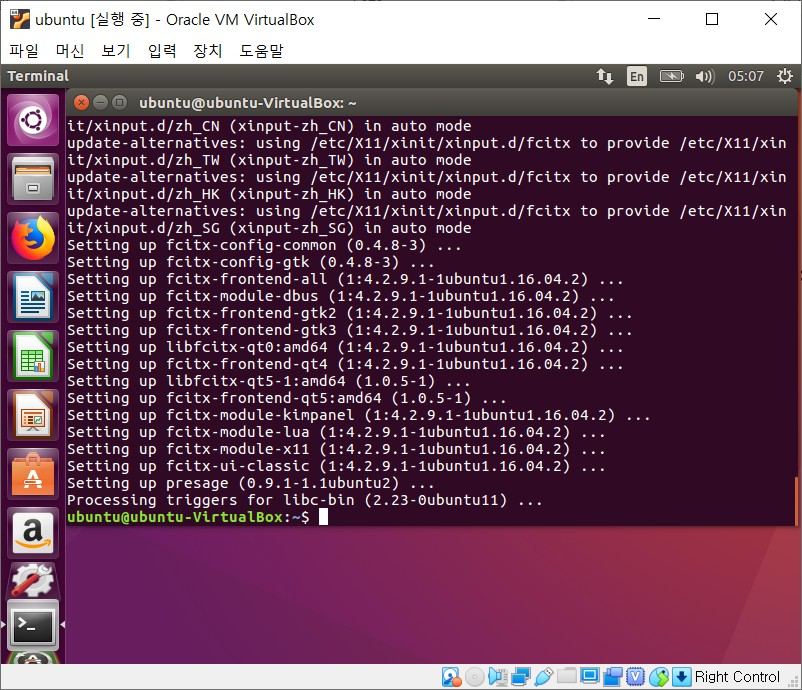 ubuntu [실행 중] - Oracle VM VirtualBox
파일 머신 보기 입력 장치 도움말
Terminal En 05:07
ubuntu@ubuntu-VirtualBox: ~
it/xinput.d/zh_CN (xinput-zh_CN) in auto mode
update-alternatives: using /etc/X11/xinit/xinput.d/fcitx to provide /etc/X11/xin
it/xinput.d/zh_TW (xinput-zh_TW) in auto mode
update-alternatives: using /etc/X11/xinit/xinput.d/fcitx to provide /etc/X11/xin
it/xinput.d/zh_HK (xinput-zh_HK) in auto mode
update-alternatives: using /etc/X11/xinit/xinput.d/fcitx to provide /etc/X11/xin
it/xinput.d/zh_SG (xinput-zh_SG) in auto mode
Setting up fcitx-config-common (0.4.8-3) ...
Setting up fcitx-config-gtk (0.4.8-3) ...
Setting up fcitx-frontend-all (1:4.2.9.1-1ubuntu1.16.04.2) ...
Setting up fcitx-module-dbus (1:4.2.9.1-1ubuntu1.16.04.2) ...
Setting up fcitx-frontend-gtk2 (1:4.2.9.1-1ubuntu1.16.04.2) ...
Setting up fcitx-frontend-gtk3 (1:4.2.9.1-1ubuntu1.16.04.2) ...
Setting up libfcitx-qt0:amd64 (1:4.2.9.1-1ubuntu1.16.04.2) ...
Setting up fcitx-frontend-qt4 (1:4.2.9.1-1ubuntu1.16.04.2) ...
Setting up libfcitx-qt5-1:amd64 (1.0.5-1) ...
Setting up fcitx-frontend-qt5:amd64 (1.0.5-1) ...
Setting up fcitx-module-kimpanel (1:4.2.9.1-1ubuntu1.16.04.2) ...
Setting up fcitx-module-lua (1:4.2.9.1-1ubuntu1.16.04.2) ...
Setting up fcitx-module-x11 (1:4.2.9.1-1ubuntu1.16.04.2) ...
Setting up fcitx-ui-classic (1:4.2.9.1-1ubuntu1.16.04.2) ...
Setting up presage (0.9.1-1.1ubuntu2) ...
Processing triggers for libc-bin (2.23-0ubuntu11) ...
ubuntu@ubuntu-VirtualBox:~$
Right Control